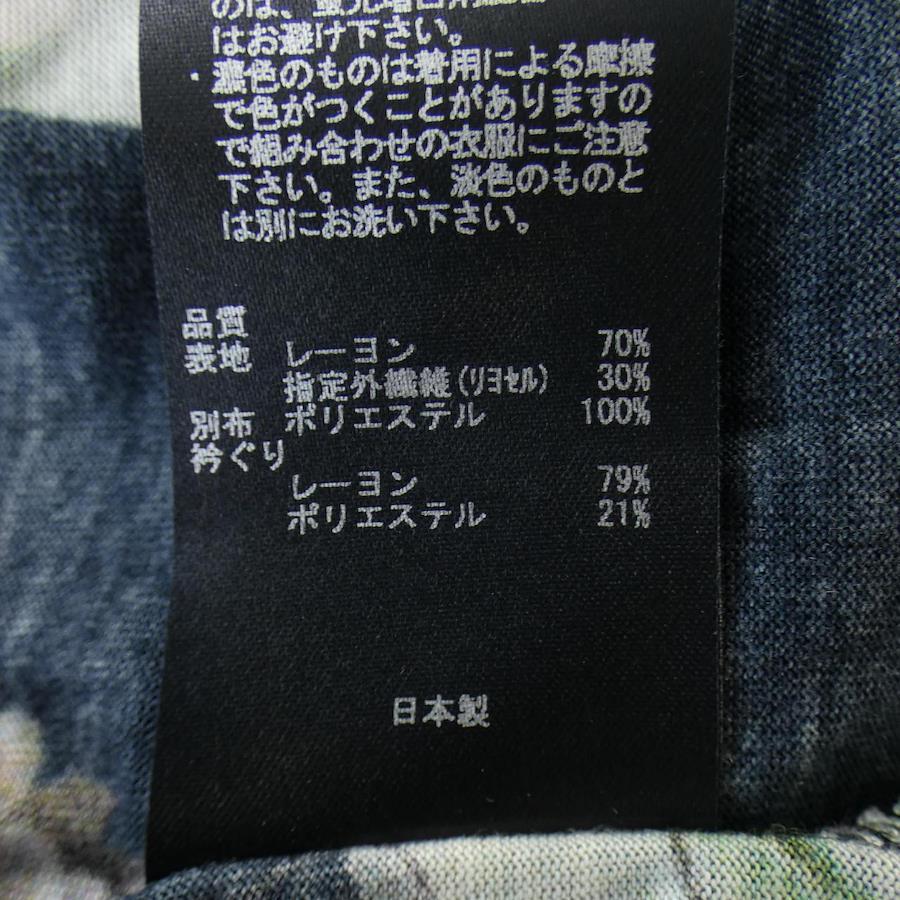 のは、蛍光増白剤
はお避け下さい。
・濃色のものは着用による摩擦
で色がつくことがありますの
で組み合わせの衣服にご注意
下さい。また、淡色のものと
は別にお洗い下さい。
品質
表地 レーヨン 70%
指定外繊維(リヨセル) 30%
別布 ポリエステル 100%
衿ぐり
レーヨン 79%
ポリエステル 21%
日本製